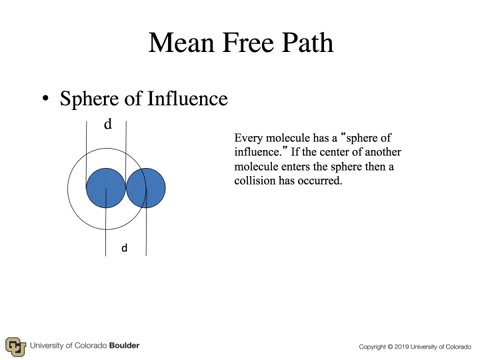 Mean Free Path
• Sphere of Influence
d
Every molecule has a “sphere of
influence.” If the center of another
molecule enters the sphere then a
collision has occurred.
d
CU
University of Colorado Boulder
Copyright © 2019 University of Colorado